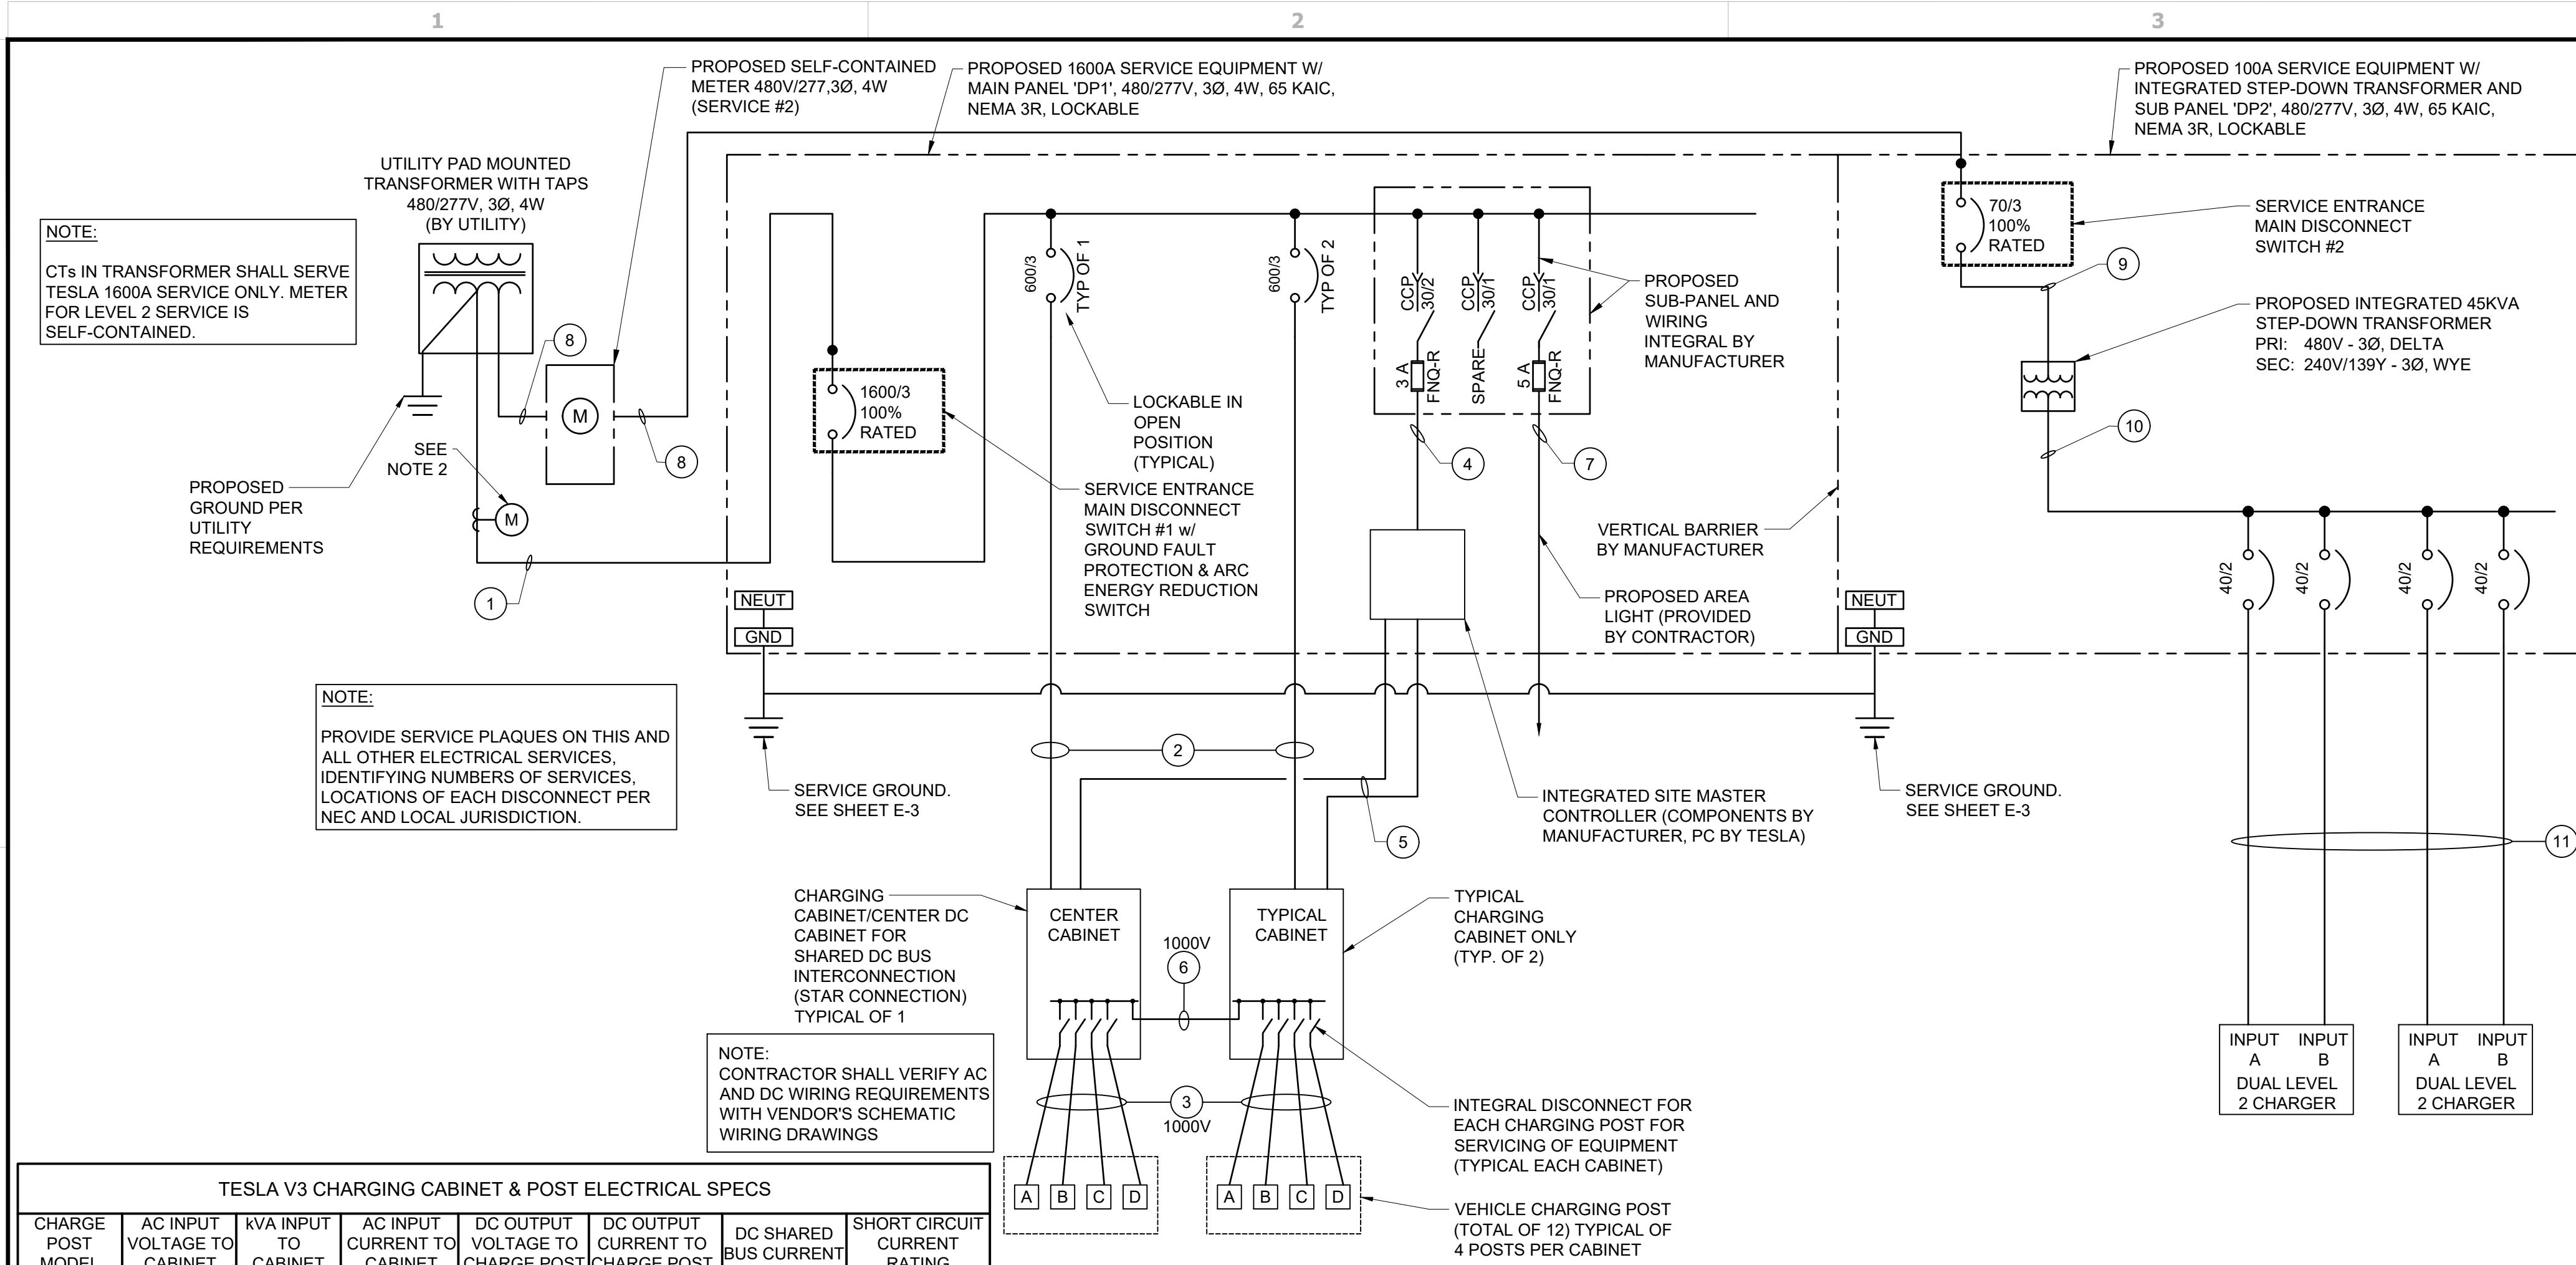 1
2
3
PROPOSED SELF-CONTAINED
METER 480V/277,3Ø, 4W
(SERVICE #2)
PROPOSED 1600A SERVICE EQUIPMENT W/
MAIN PANEL 'DP1', 480/277V, 3Ø, 4W, 65 KAIC,
NEMA 3R, LOCKABLE
PROPOSED 100A SERVICE EQUIPMENT W/
INTEGRATED STEP-DOWN TRANSFORMER AND
SUB PANEL 'DP2', 480/277V, 3Ø, 4W, 65 KAIC,
NEMA 3R, LOCKABLE
UTILITY PAD MOUNTED
TRANSFORMER WITH TAPS
480/277V, 3Ø, 4W
(BY UTILITY)
NOTE:
CTs IN TRANSFORMER SHALL SERVE
TESLA 1600A SERVICE ONLY. METER
FOR LEVEL 2 SERVICE IS
SELF-CONTAINED.
8
M
8
SEE
NOTE 2
M
PROPOSED
GROUND PER
UTILITY
REQUIREMENTS
1
1600/3
100%
RATED
600/3
TYP OF 1
600/3
TYP OF 2
CCP
30/2
CCP
30/1
CCP
30/1
3 A
FNQ-R
SPARE
5 A
FNQ-R
PROPOSED
SUB-PANEL AND
WIRING
INTEGRAL BY
MANUFACTURER
LOCKABLE IN
OPEN
POSITION
(TYPICAL)
4
7
SERVICE ENTRANCE
MAIN DISCONNECT
SWITCH #1 w/
GROUND FAULT
PROTECTION & ARC
ENERGY REDUCTION
SWITCH
VERTICAL BARRIER
BY MANUFACTURER
PROPOSED AREA
LIGHT (PROVIDED
BY CONTRACTOR)
NEUT
GND
NEUT
GND
70/3
100%
RATED
SERVICE ENTRANCE
MAIN DISCONNECT
SWITCH #2
9
PROPOSED INTEGRATED 45KVA
STEP-DOWN TRANSFORMER
PRI: 480V - 3Ø, DELTA
SEC: 240V/139Y - 3Ø, WYE
10
40/2
40/2
40/2
40/2
NOTE:
PROVIDE SERVICE PLAQUES ON THIS AND
ALL OTHER ELECTRICAL SERVICES,
IDENTIFYING NUMBERS OF SERVICES,
LOCATIONS OF EACH DISCONNECT PER
NEC AND LOCAL JURISDICTION.
SERVICE GROUND.
SEE SHEET E-3
2
INTEGRATED SITE MASTER
CONTROLLER (COMPONENTS BY
MANUFACTURER, PC BY TESLA)
5
SERVICE GROUND.
SEE SHEET E-3
11
CHARGING
CABINET/CENTER DC
CABINET FOR
SHARED DC BUS
INTERCONNECTION
(STAR CONNECTION)
TYPICAL OF 1
CENTER
CABINET
1000V
6
TYPICAL
CABINET
TYPICAL
CHARGING
CABINET ONLY
(TYP. OF 2)
NOTE:
CONTRACTOR SHALL VERIFY AC
AND DC WIRING REQUIREMENTS
WITH VENDOR'S SCHEMATIC
WIRING DRAWINGS
3
1000V
INTEGRAL DISCONNECT FOR
EACH CHARGING POST FOR
SERVICING OF EQUIPMENT
(TYPICAL EACH CABINET)
A B C D
A B C D
VEHICLE CHARGING POST
(TOTAL OF 12) TYPICAL OF
4 POSTS PER CABINET
INPUT INPUT
A B
DUAL LEVEL
2 CHARGER
INPUT INPUT
A B
DUAL LEVEL
2 CHARGER
TESLA V3 CHARGING CABINET & POST ELECTRICAL SPECS
CHARGE
POST
MODEL
AC INPUT
VOLTAGE TO
CABINET
kVA INPUT
TO
CABINET
AC INPUT
CURRENT TO
CABINET
DC OUTPUT
VOLTAGE TO
CHARGE POST
DC OUTPUT
CURRENT TO
CHARGE POST
DC SHARED
BUS CURRENT
SHORT CIRCUIT
CURRENT
RATING